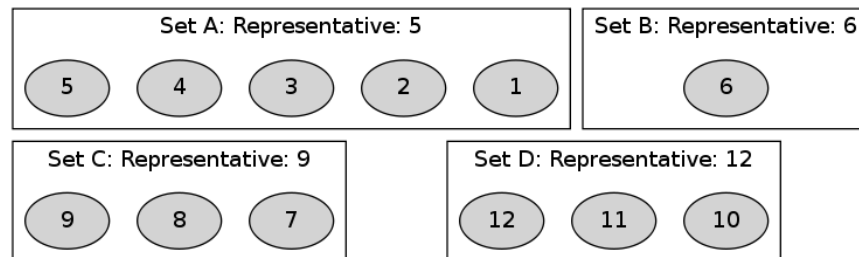 Set A: Representative: 5
5 4 3 2 1
Set B: Representative: 6
6
Set C: Representative: 9
9 8 7
Set D: Representative: 12
12 11 10